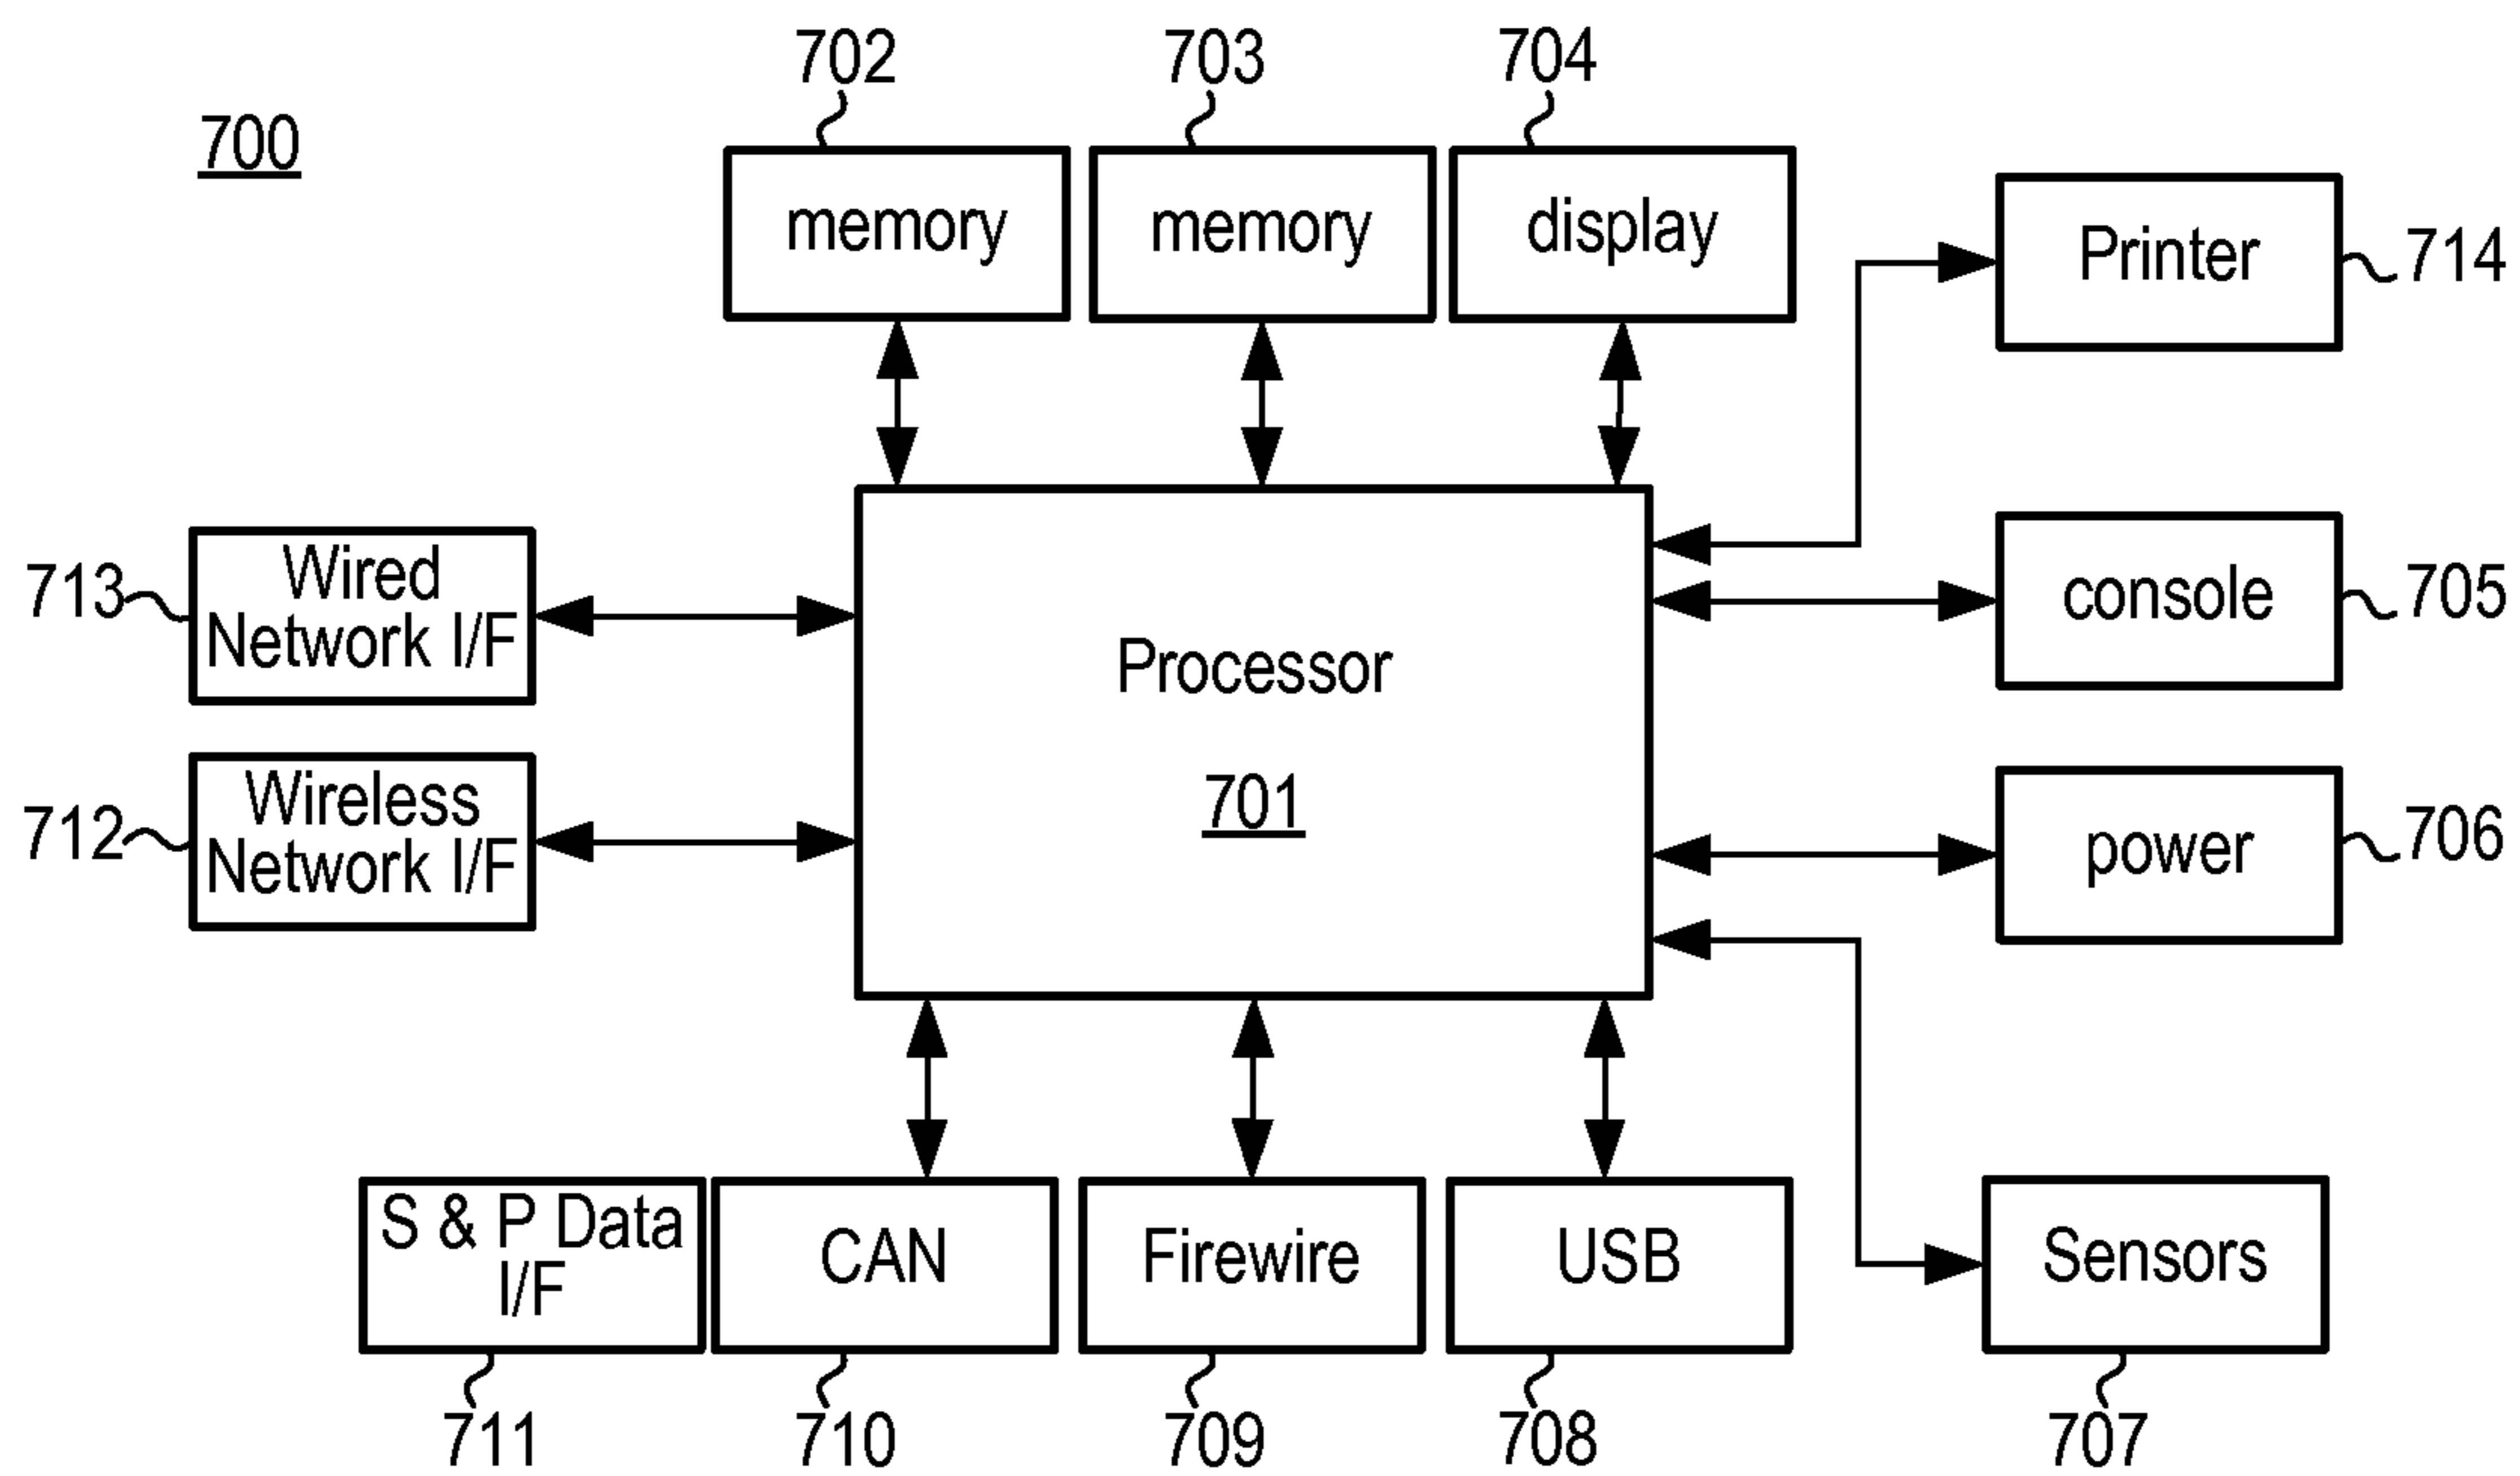 702
703
704
700
memory
memory
display
Printer
714
713
Wired
Network I/F
Processor
701
console
705
712
Wireless
Network I/F
power
706
S & P Data
I/F
CAN
Firewire
USB
Sensors
711
710
709
708
707